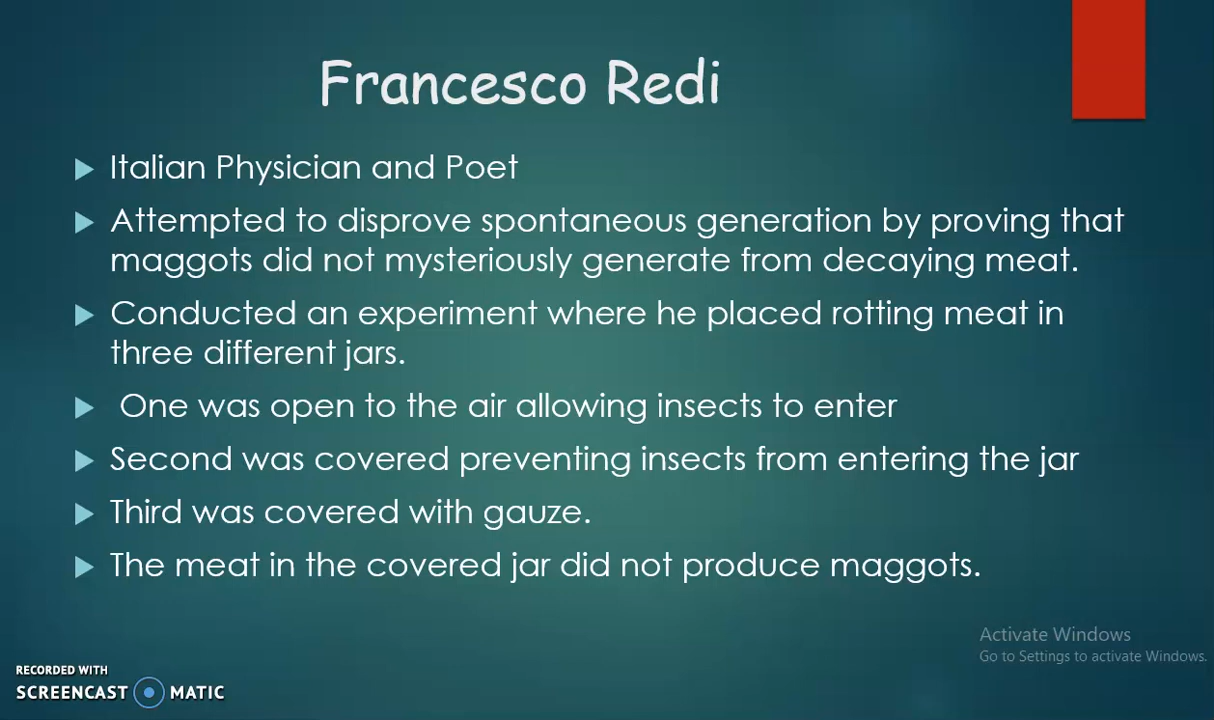 Francesco Redi
Italian Physician and Poet
Attempted to disprove spontaneous generation by proving that
maggots did not mysteriously generate from decaying meat.
Conducted an experiment where he placed rotting meat in
three different jars.
One was open to the air allowing insects to enter
Second was covered preventing insects from entering the jar
Third was covered with gauze.
The meat in the covered jar did not produce maggots.
Activate Windows
Go to Settings to activate Windows.
RECORDED WITH
SCREENCAST MATIC